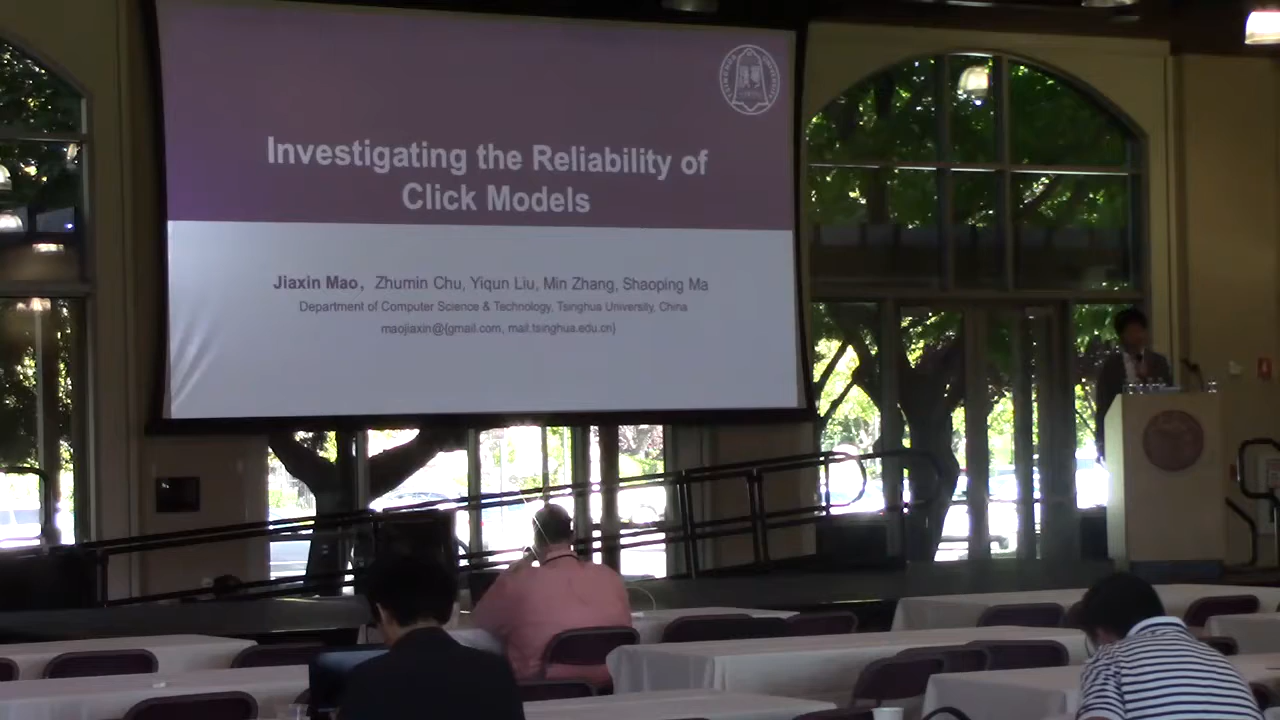 Investigating the Reliability of
Click Models
Jiaxin Mao, Zhumin Chu, Yiqun Liu, Min Zhang, Shaoping Ma
Department of Computer Science & Technology, Tsinghua University, China
maojiaxin@{gmail.com, mail.tsinghua.edu.cn}